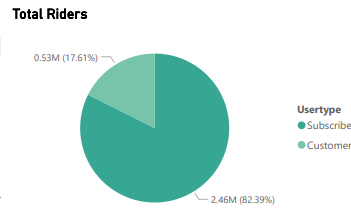 Total Riders
0.53M (17.61%)
Usertype
Subscribe
Customer
2.46M (82.39%)